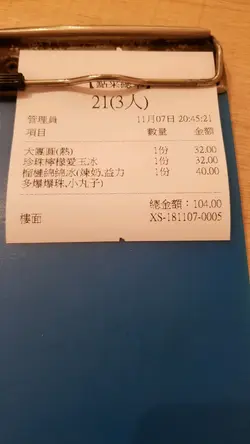 21(3人)
管理員 11月07日 20:45:21
項目 數量 金額
大團圓(熱) 1份 32.00
珍珠檸檬愛玉冰 1份 32.00
榴槤綿綿冰(煉奶,益力 1份 40.00
多爆爆珠,小丸子)
總金額:104.00
樓面 XS-181107-0005